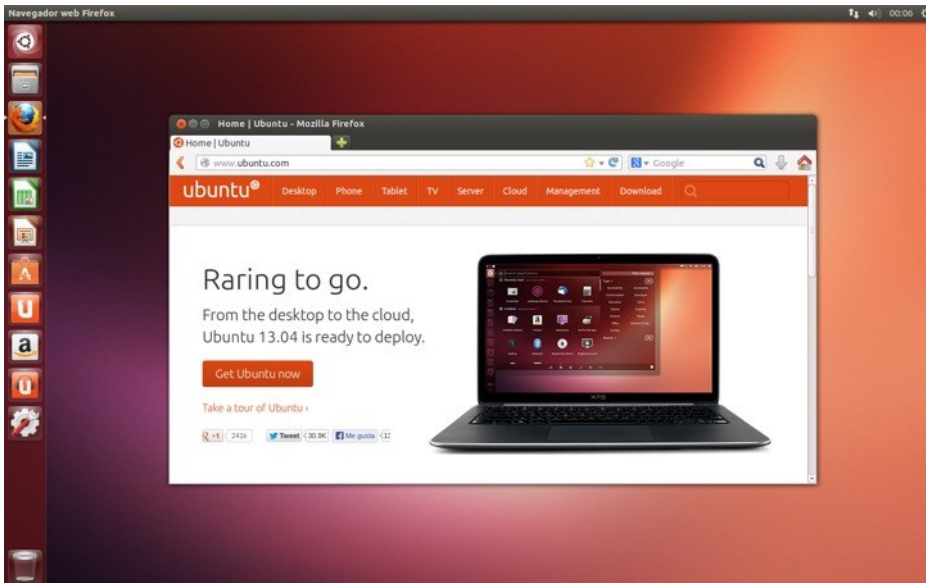 Navegador web Firefox
00:06
Home | Ubuntu - Mozilla Firefox
Home | Ubuntu
www.ubuntu.com
Google
ubuntu
Desktop Phone Tablet TV Server Cloud Management Download
Raring to go.
From the desktop to the cloud,
Ubuntu 13.04 is ready to deploy.
Get Ubuntu now
Take a tour of Ubuntu ›
+1 241k Tweet 30.9K Me gusta
XPS